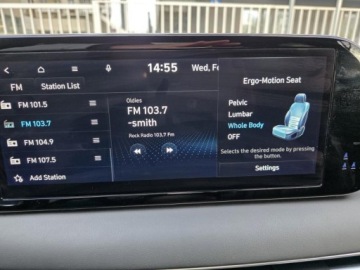 14:55
Wed, Fe
FM Station List
FM 101.5
FM 103.7
FM 104.9
FM 107.5
Add Station
Oldies
FM 103.7
-smith
Rock Radio 103.7 Fm
Ergo-Motion Seat
Pelvic
Lumbar
Whole Body
OFF
Selects the desired mode by pressing
the button.
Settings